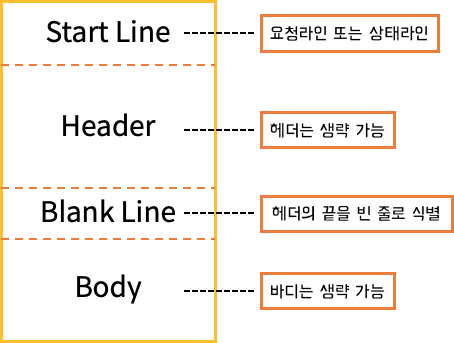 Start Line
요청라인 또는 상태라인
Header
헤더는 생략 가능
Blank Line
헤더의 끝을 빈 줄로 식별
Body
바디는 생략 가능